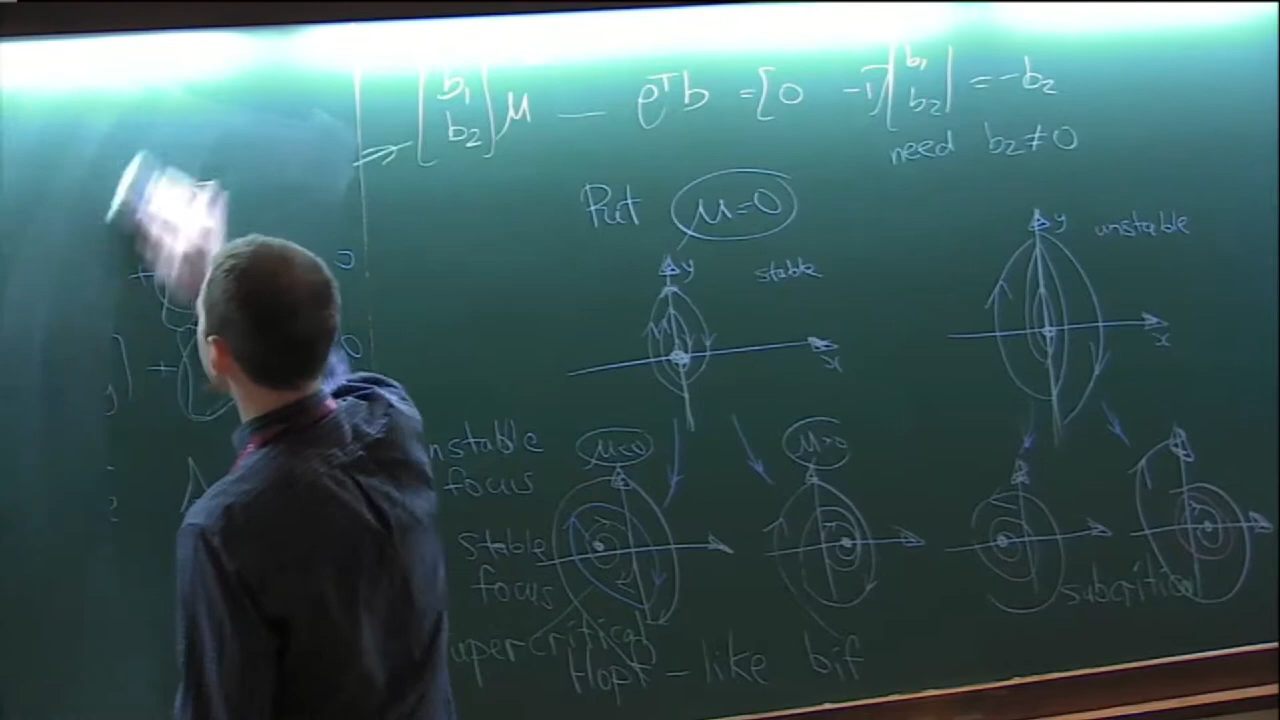 [b₁ b₂] μ — eᵀb = [0 -1] [b₁ b₂] = -b₂
need b₂≠0
Put μ=0
y stable
x
y unstable
x
nstable focus
μ<0
μ>0
stable focus
upercritical
subcritical
Hopf-like bif